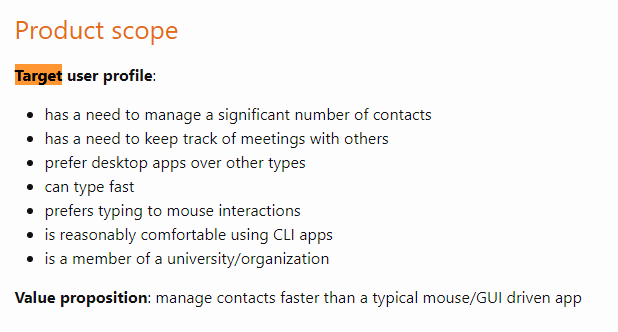 Product scope
Target user profile:
has a need to manage a significant number of contacts
has a need to keep track of meetings with others
prefer desktop apps over other types
can type fast
prefers typing to mouse interactions
is reasonably comfortable using CLI apps
is a member of a university/organization
Value proposition: manage contacts faster than a typical mouse/GUI driven app